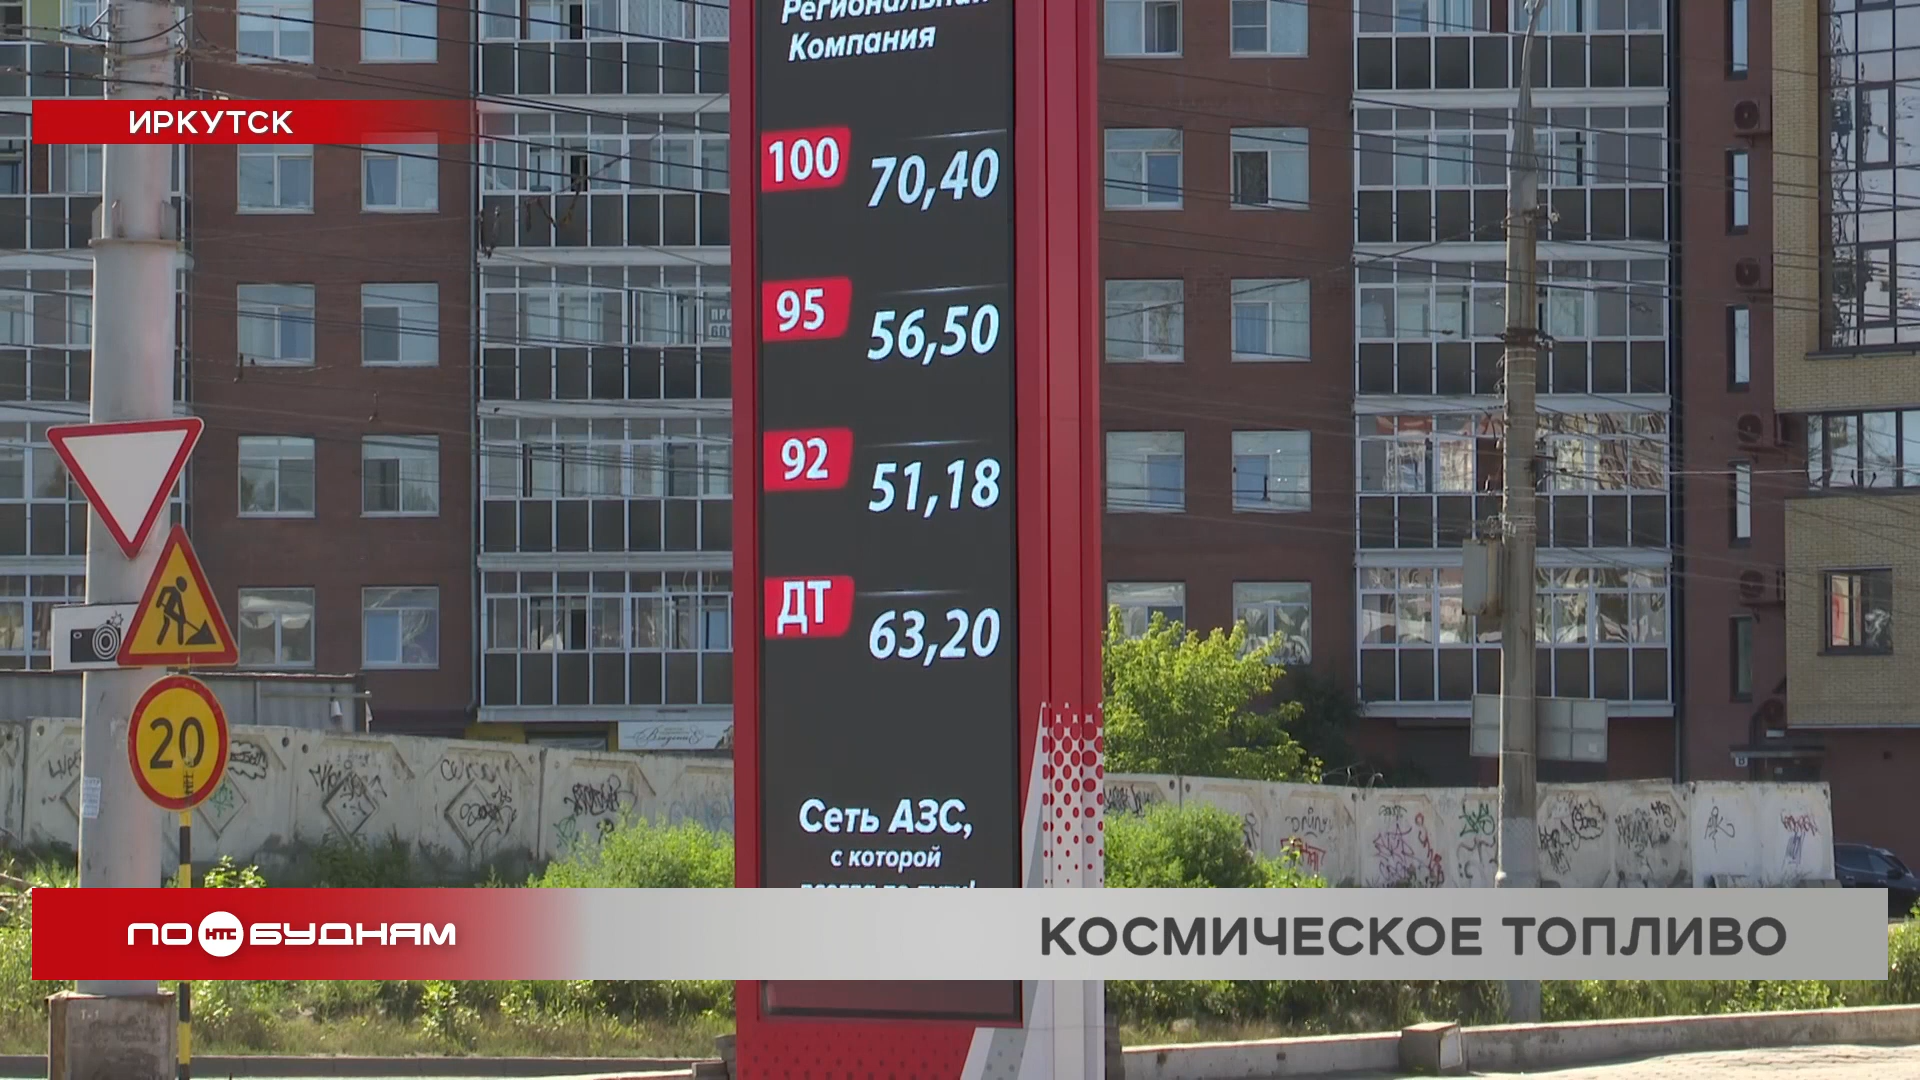 Региональная
Компания
ИРКУТСК
100 70,40
95 56,50
92 51,18
ДТ 63,20
20
Сеть АЗС,
с которой
ПО НТС БУДНЯМ
КОСМИЧЕСКОЕ ТОПЛИВО